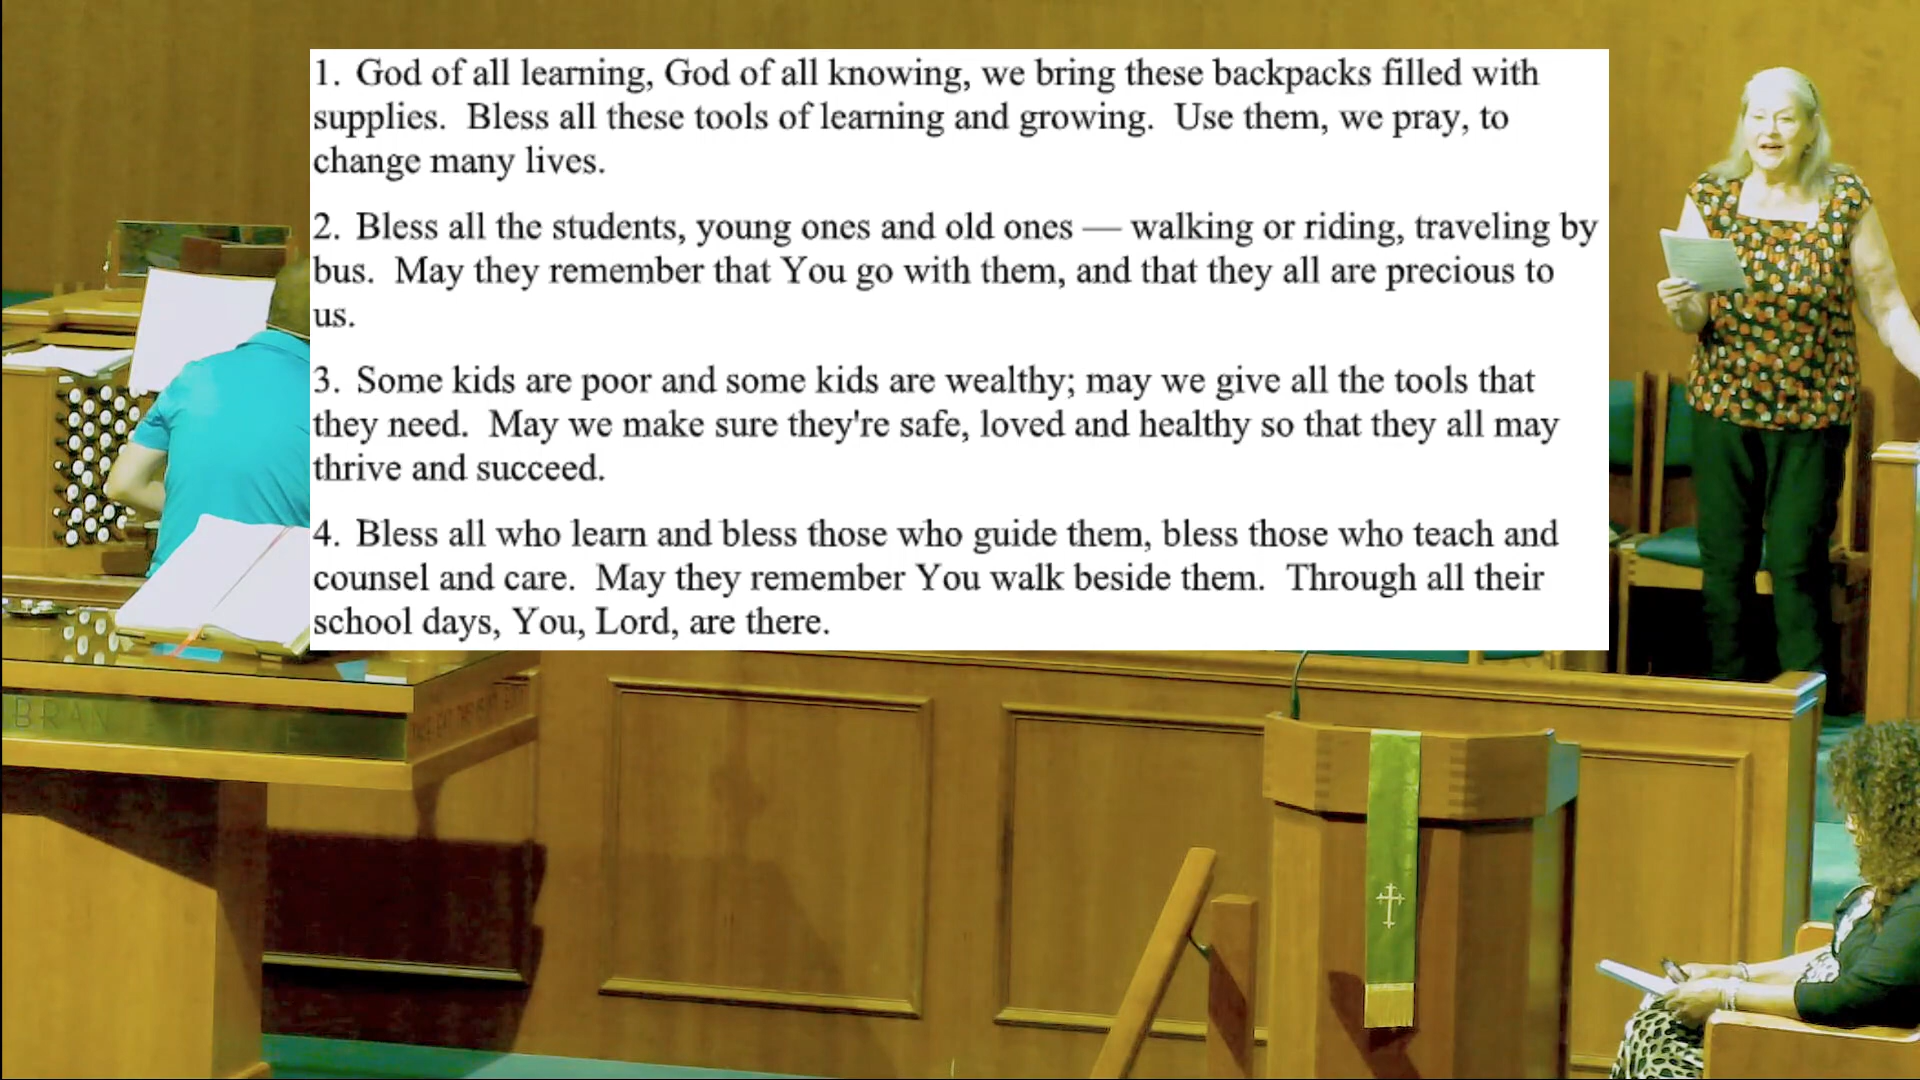 1. God of all learning, God of all knowing, we bring these backpacks filled with
supplies. Bless all these tools of learning and growing. Use them, we pray, to
change many lives.
2. Bless all the students, young ones and old ones — walking or riding, traveling by
bus. May they remember that You go with them, and that they all are precious to
us.
3. Some kids are poor and some kids are wealthy; may we give all the tools that
they need. May we make sure they're safe, loved and healthy so that they all may
thrive and succeed.
4. Bless all who learn and bless those who guide them, bless those who teach and
counsel and care. May they remember You walk beside them. Through all their
school days, You, Lord, are there.